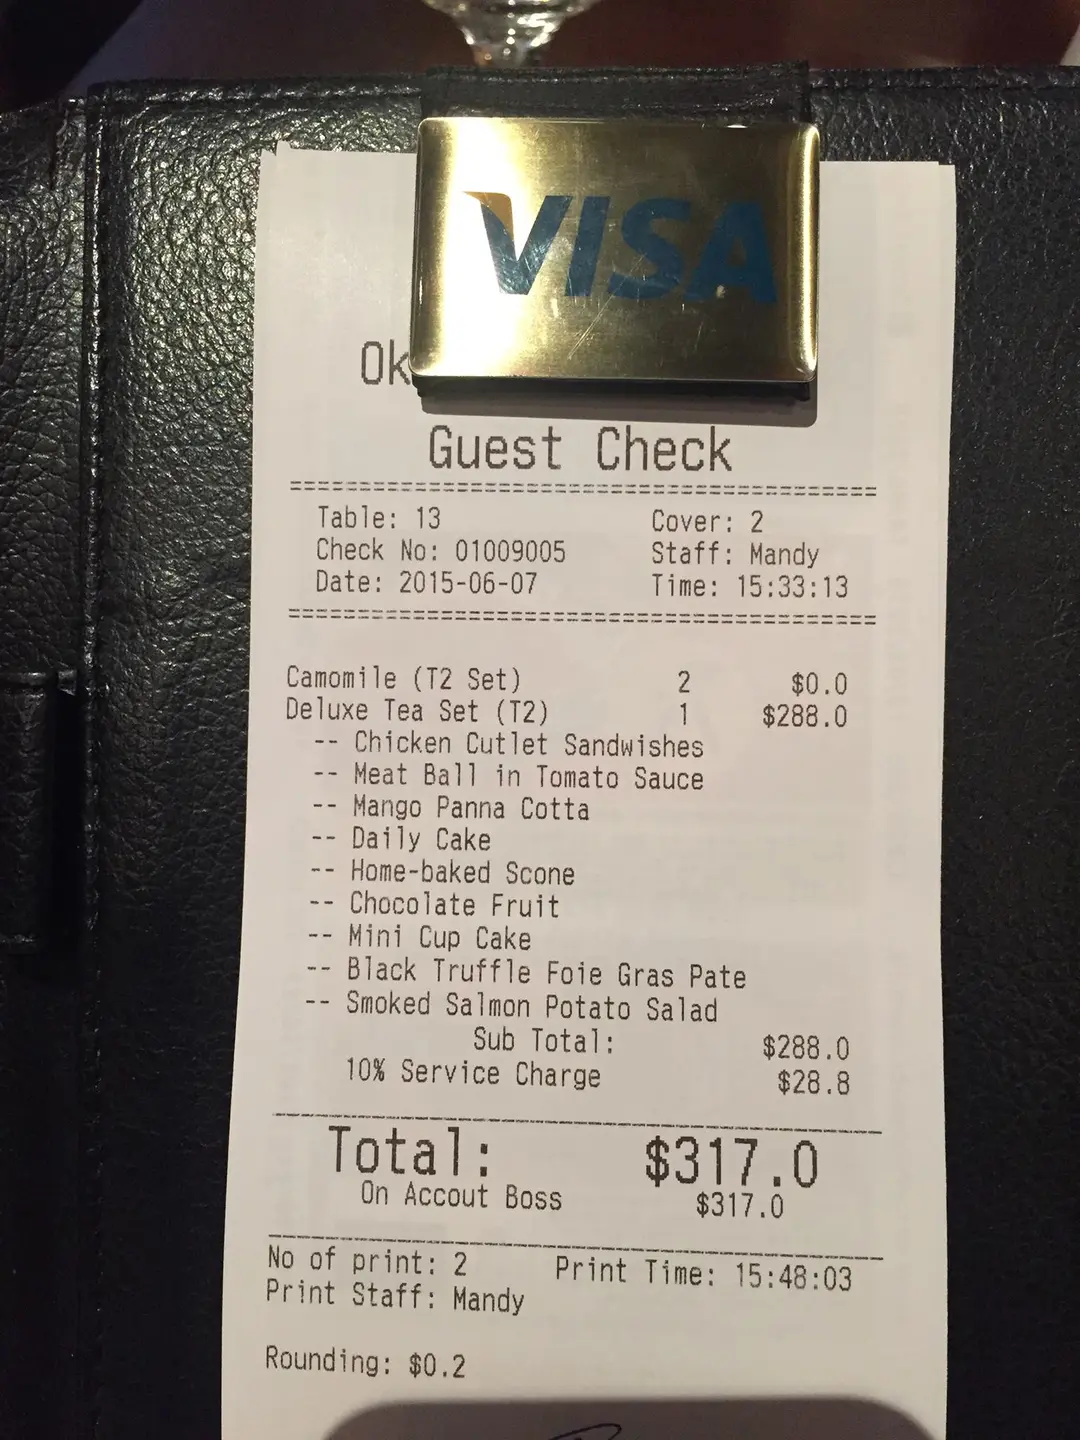 VISA
Guest Check
Table: 13 Cover: 2
Check No: 01009005 Staff: Mandy
Date: 2015-06-07 Time: 15:33:13
Camomile (T2 Set) 2 $0.0
Deluxe Tea Set (T2) 1 $288.0
-- Chicken Cutlet Sandwishes
-- Meat Ball in Tomato Sauce
-- Mango Panna Cotta
-- Daily Cake
-- Home-baked Scone
-- Chocolate Fruit
-- Mini Cup Cake
-- Black Truffle Foie Gras Pate
-- Smoked Salmon Potato Salad
Sub Total: $288.0
10% Service Charge $28.8
Total: $317.0
On Accout Boss $317.0
No of print: 2 Print Time: 15:48:03
Print Staff: Mandy
Rounding: $0.2